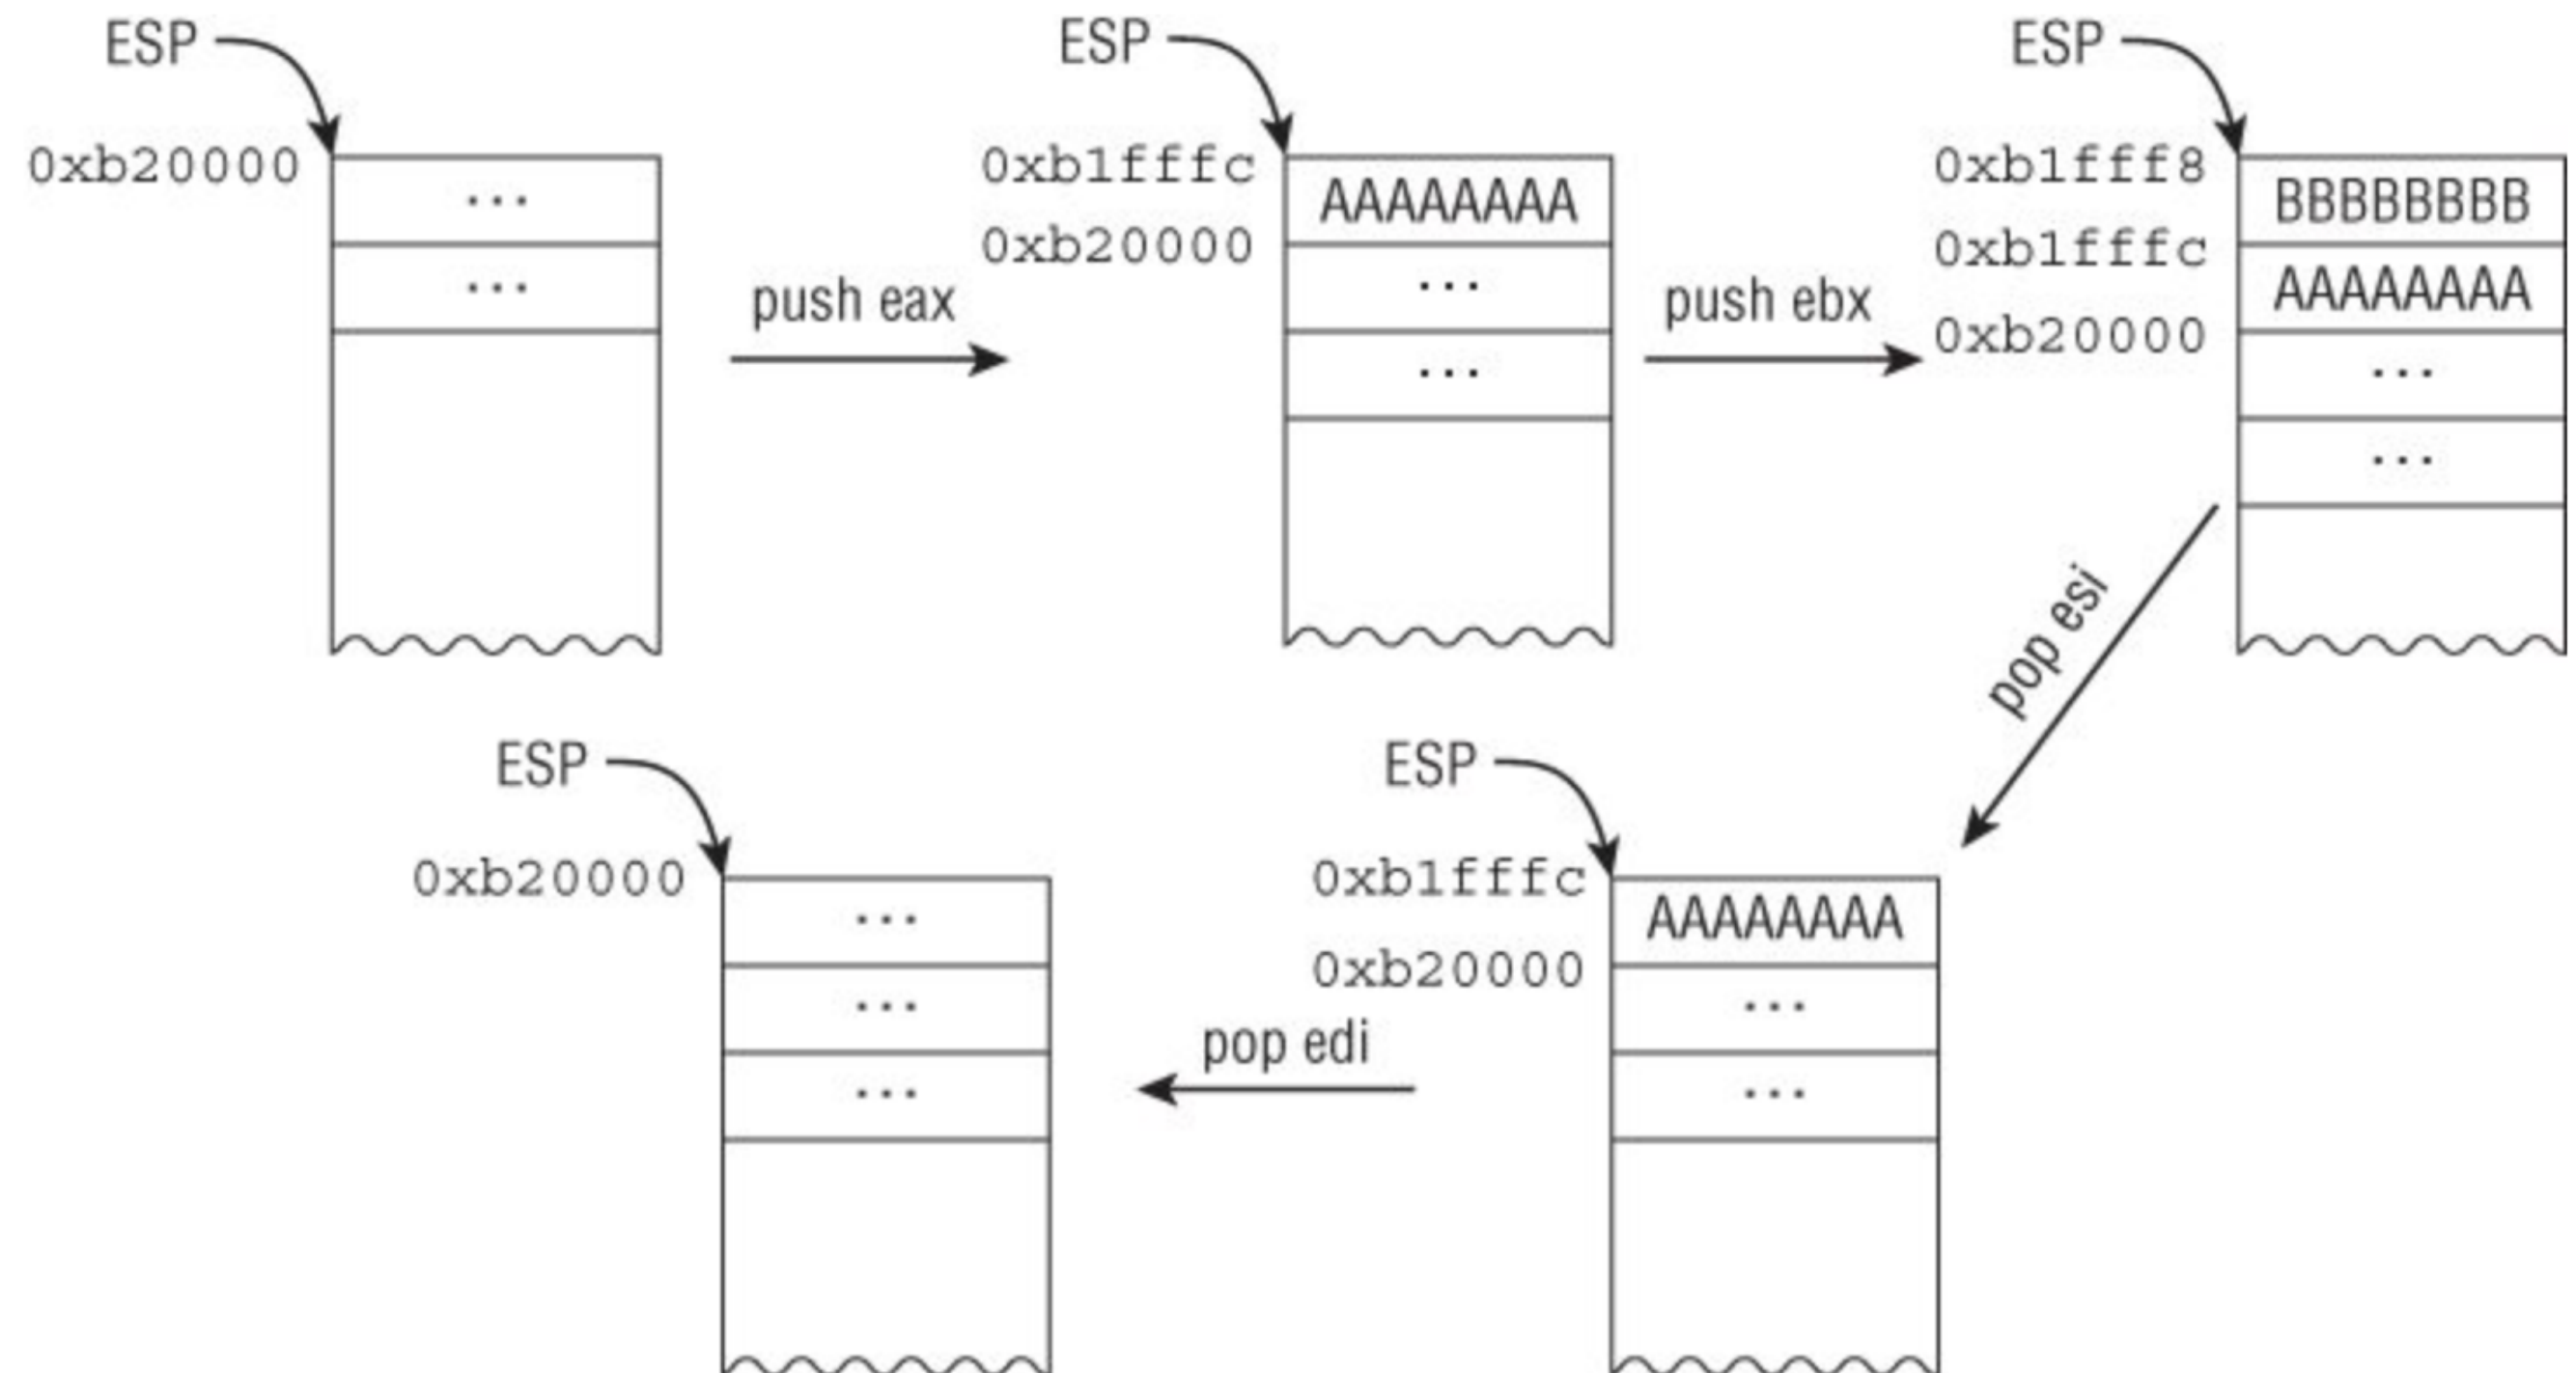 ESP
0xb20000
...
...
push eax
ESP
0xb1fffc
AAAAAAAA
0xb20000
...
...
push ebx
ESP
0xb1fff8
BBBBBBBB
0xb1fffc
AAAAAAAA
0xb20000
...
...
pop esi
ESP
0xb1fffc
AAAAAAAA
0xb20000
...
...
pop edi
ESP
0xb20000
...
...
...